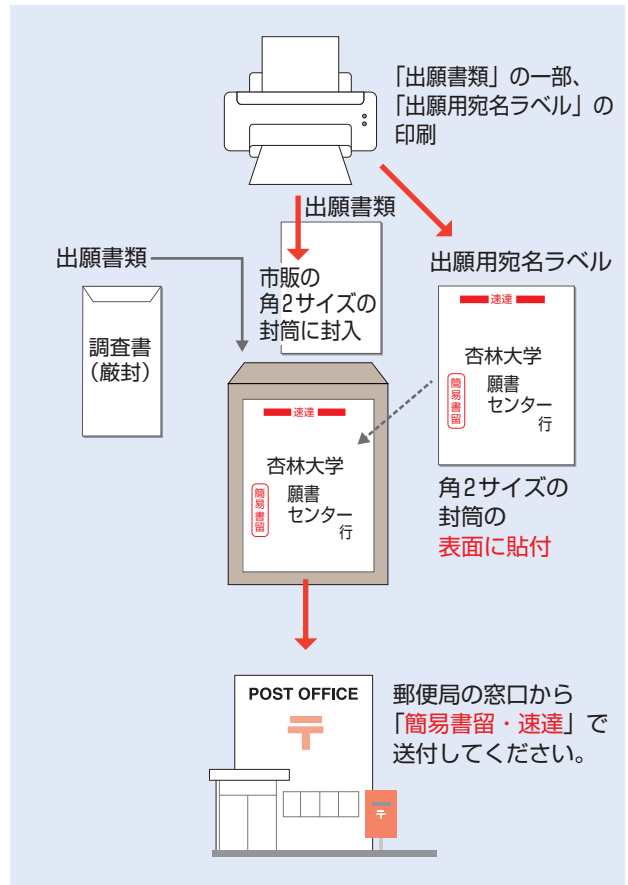 「出願書類」の一部、
「出願用宛名ラベル」の
印刷
出願書類
出願書類
市販の
角2サイズの
封筒に封入
調査書
（厳封）
出願用宛名ラベル
速達
杏林大学
簡易書留
願書
センター
行
角2サイズの
封筒の
表面に貼付
速達
杏林大学
簡易書留
願書
センター
行
POST OFFICE
〒
〒
郵便局の窓口から
「簡易書留・速達」で
送付してください。